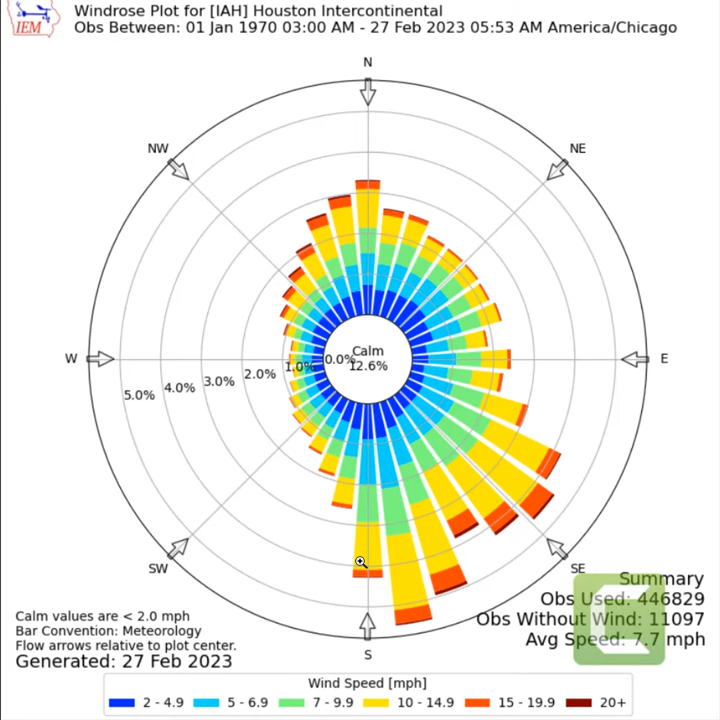 IEM
Windrose Plot for [IAH] Houston Intercontinental
Obs Between: 01 Jan 1970 03:00 AM - 27 Feb 2023 05:53 AM America/Chicago
N
NW
NE
W
E
Calm
12.6%
0.0%
1.0%
2.0%
3.0%
4.0%
5.0%
SW
SE
S
Summary
Obs Used: 446829
Obs Without Wind: 11097
Avg Speed: 7.7 mph
Calm values are < 2.0 mph
Bar Convention: Meteorology
Flow arrows relative to plot center.
Generated: 27 Feb 2023
Wind Speed [mph]
2 - 4.9 5 - 6.9 7 - 9.9 10 - 14.9 15 - 19.9 20+